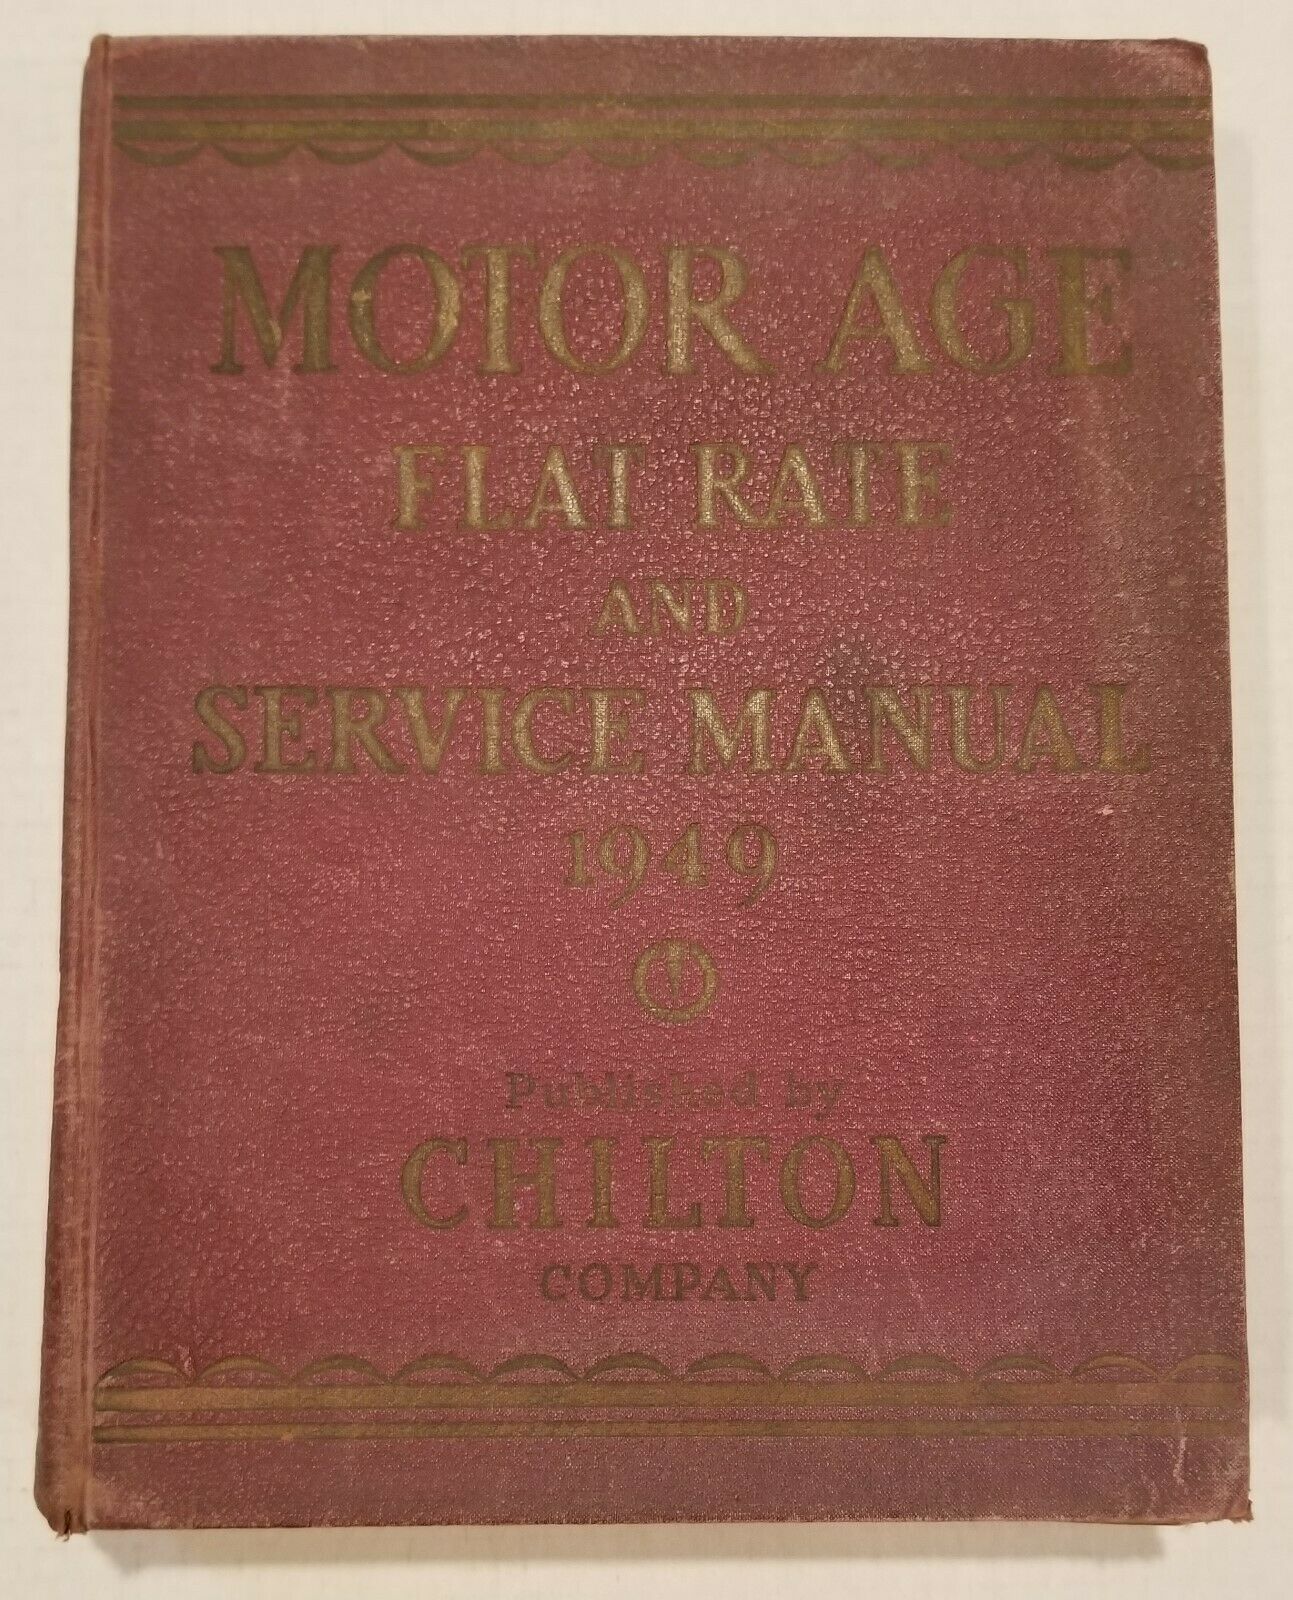 MOTOR AGE
FLAT RATE
AND
SERVICE MANUAL
1949
Published by
CHILTON
COMPANY